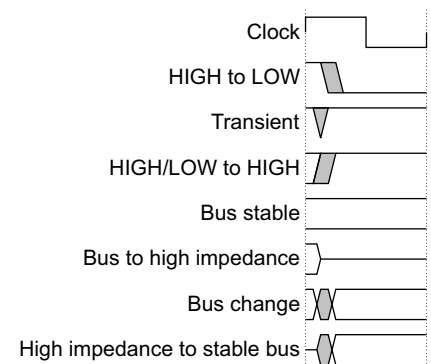 Clock
HIGH to LOW
Transient
HIGH/LOW to HIGH
Bus stable
Bus to high impedance
Bus change
High impedance to stable bus